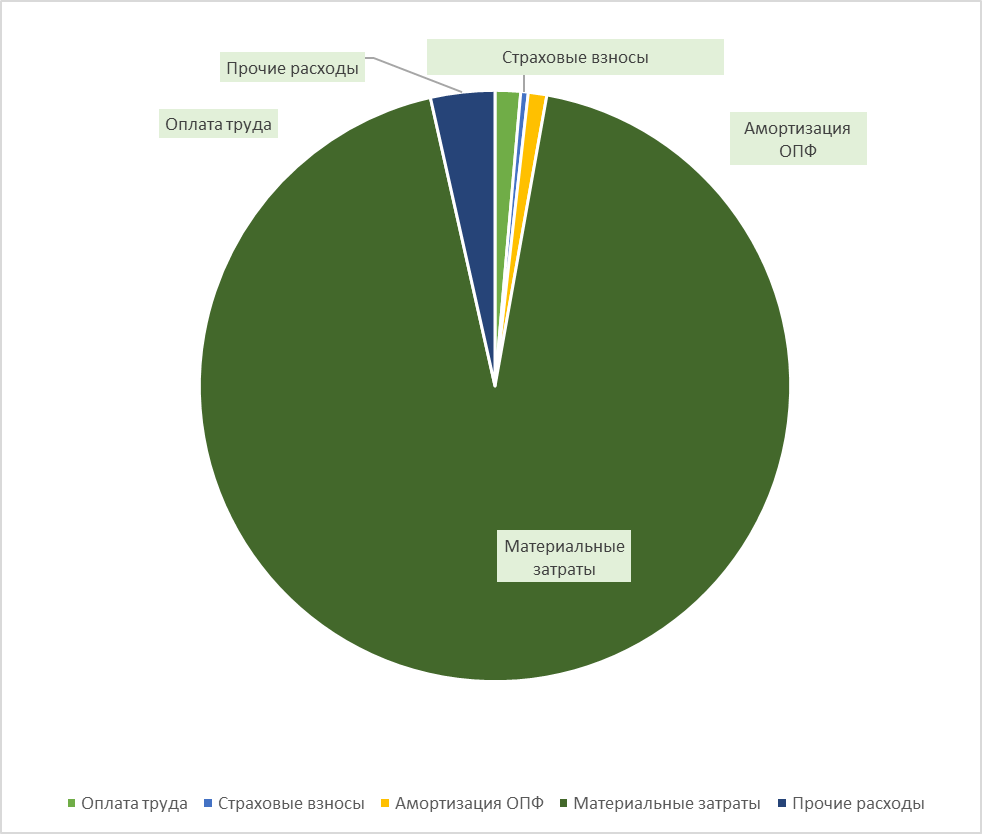 Страховые взносы
Прочие расходы
Оплата труда
Амортизация
ОПФ
Материальные
затраты
Оплата труда Страховые взносы Амортизация ОПФ Материальные затраты Прочие расходы